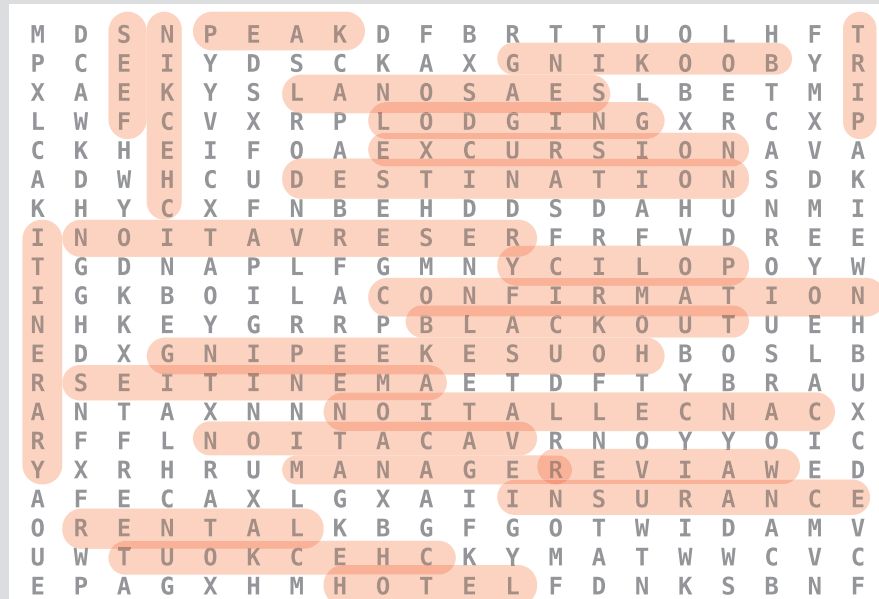 M D S N P E A K D F B R T T U O L H F T
P C E I Y D S C K A X G N I K O O B Y R
X A E K Y S L A N O S A E S L B E T M I
L W F C V X R P L O D G I N G X R C X P
C K H E I F O A E X C U R S I O N A V A
A D W H C U D E S T I N A T I O N S D K
K H Y C X F N B E H D D S D A H U N M I
I N O I T A V R E S E R F R F V D R E E
T G D N A P L F G M N Y C I L O P O Y W
I G K B O I L A C O N F I R M A T I O N
N H K E Y G R R P B L A C K O U T U E H
E D X G N I P E E K E S U O H B O S L B
R S E I T I N E M A E T D F T Y B R A U
A N T A X N N N O I T A L L E C N A C X
R F F L N O I T A C A V R N O Y Y O I C
Y X R H R U M A N A G E R E V I A W E D
A F E C A X L G X A I I N S U R A N C E
O R E N T A L K B G F G O T W I D A M V
U W T U O K C E H C K Y M A T W W C V C
E P A G X H M H O T E L F D N K S B N F